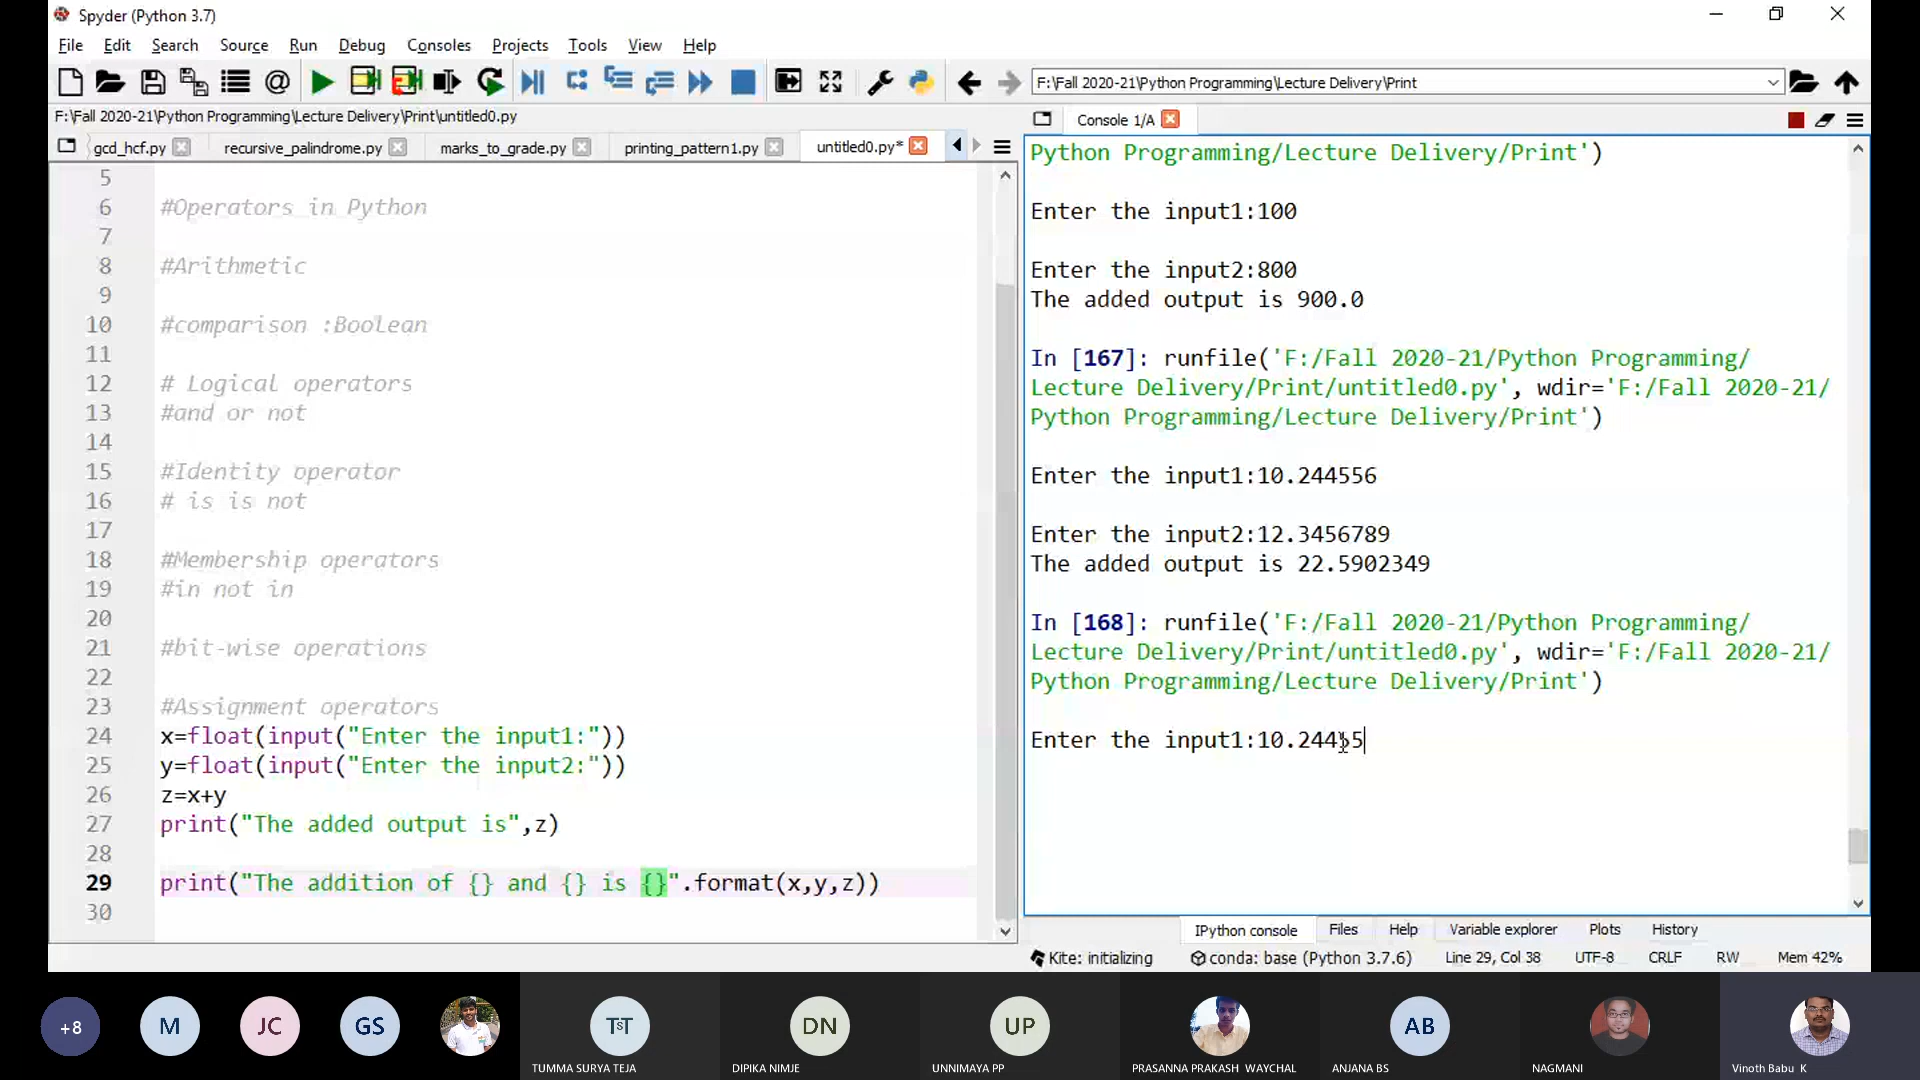 Spyder (Python 3.7)
File Edit Search Source Run Debug Consoles Projects Tools View Help
F:\Fall 2020-21\Python Programming\Lecture Delivery\Print
F:\Fall 2020-21\Python Programming\Lecture Delivery\Print\untitled0.py
gcd_hcf.py recursive_palindrome.py marks_to_grade.py printing_pattern1.py untitled0.py*
5
6 #Operators in Python
7
8 #Arithmetic
9
10 #comparison :Boolean
11
12 # Logical operators
13 #and or not
14
15 #Identity operator
16 # is is not
17
18 #Membership operators
19 #in not in
20
21 #bit-wise operations
22
23 #Assignment operators
24 x=float(input("Enter the input1:"))
25 y=float(input("Enter the input2:"))
26 z=x+y
27 print("The added output is",z)
28
29 print("The addition of {} and {} is {}".format(x,y,z))
30
Console 1/A
Python Programming/Lecture Delivery/Print')
Enter the input1:100
Enter the input2:800
The added output is 900.0
In [167]: runfile('F:/Fall 2020-21/Python Programming/
Lecture Delivery/Print/untitled0.py', wdir='F:/Fall 2020-21/
Python Programming/Lecture Delivery/Print')
Enter the input1:10.244556
Enter the input2:12.3456789
The added output is 22.5902349
In [168]: runfile('F:/Fall 2020-21/Python Programming/
Lecture Delivery/Print/untitled0.py', wdir='F:/Fall 2020-21/
Python Programming/Lecture Delivery/Print')
Enter the input1:10.24455
IPython console Files Help Variable explorer Plots History
Kite: initializing conda: base (Python 3.7.6) Line 29, Col 38 UTF-8 CRLF RW Mem 42%
+8 M JC GS TST DN UP AB
TUMMA SURYA TEJA DIPIKA NIMJE UNNIMAYA PP PRASANNA PRAKASH WAYCHAL ANJANA BS NAGMANI Vinoth Babu K